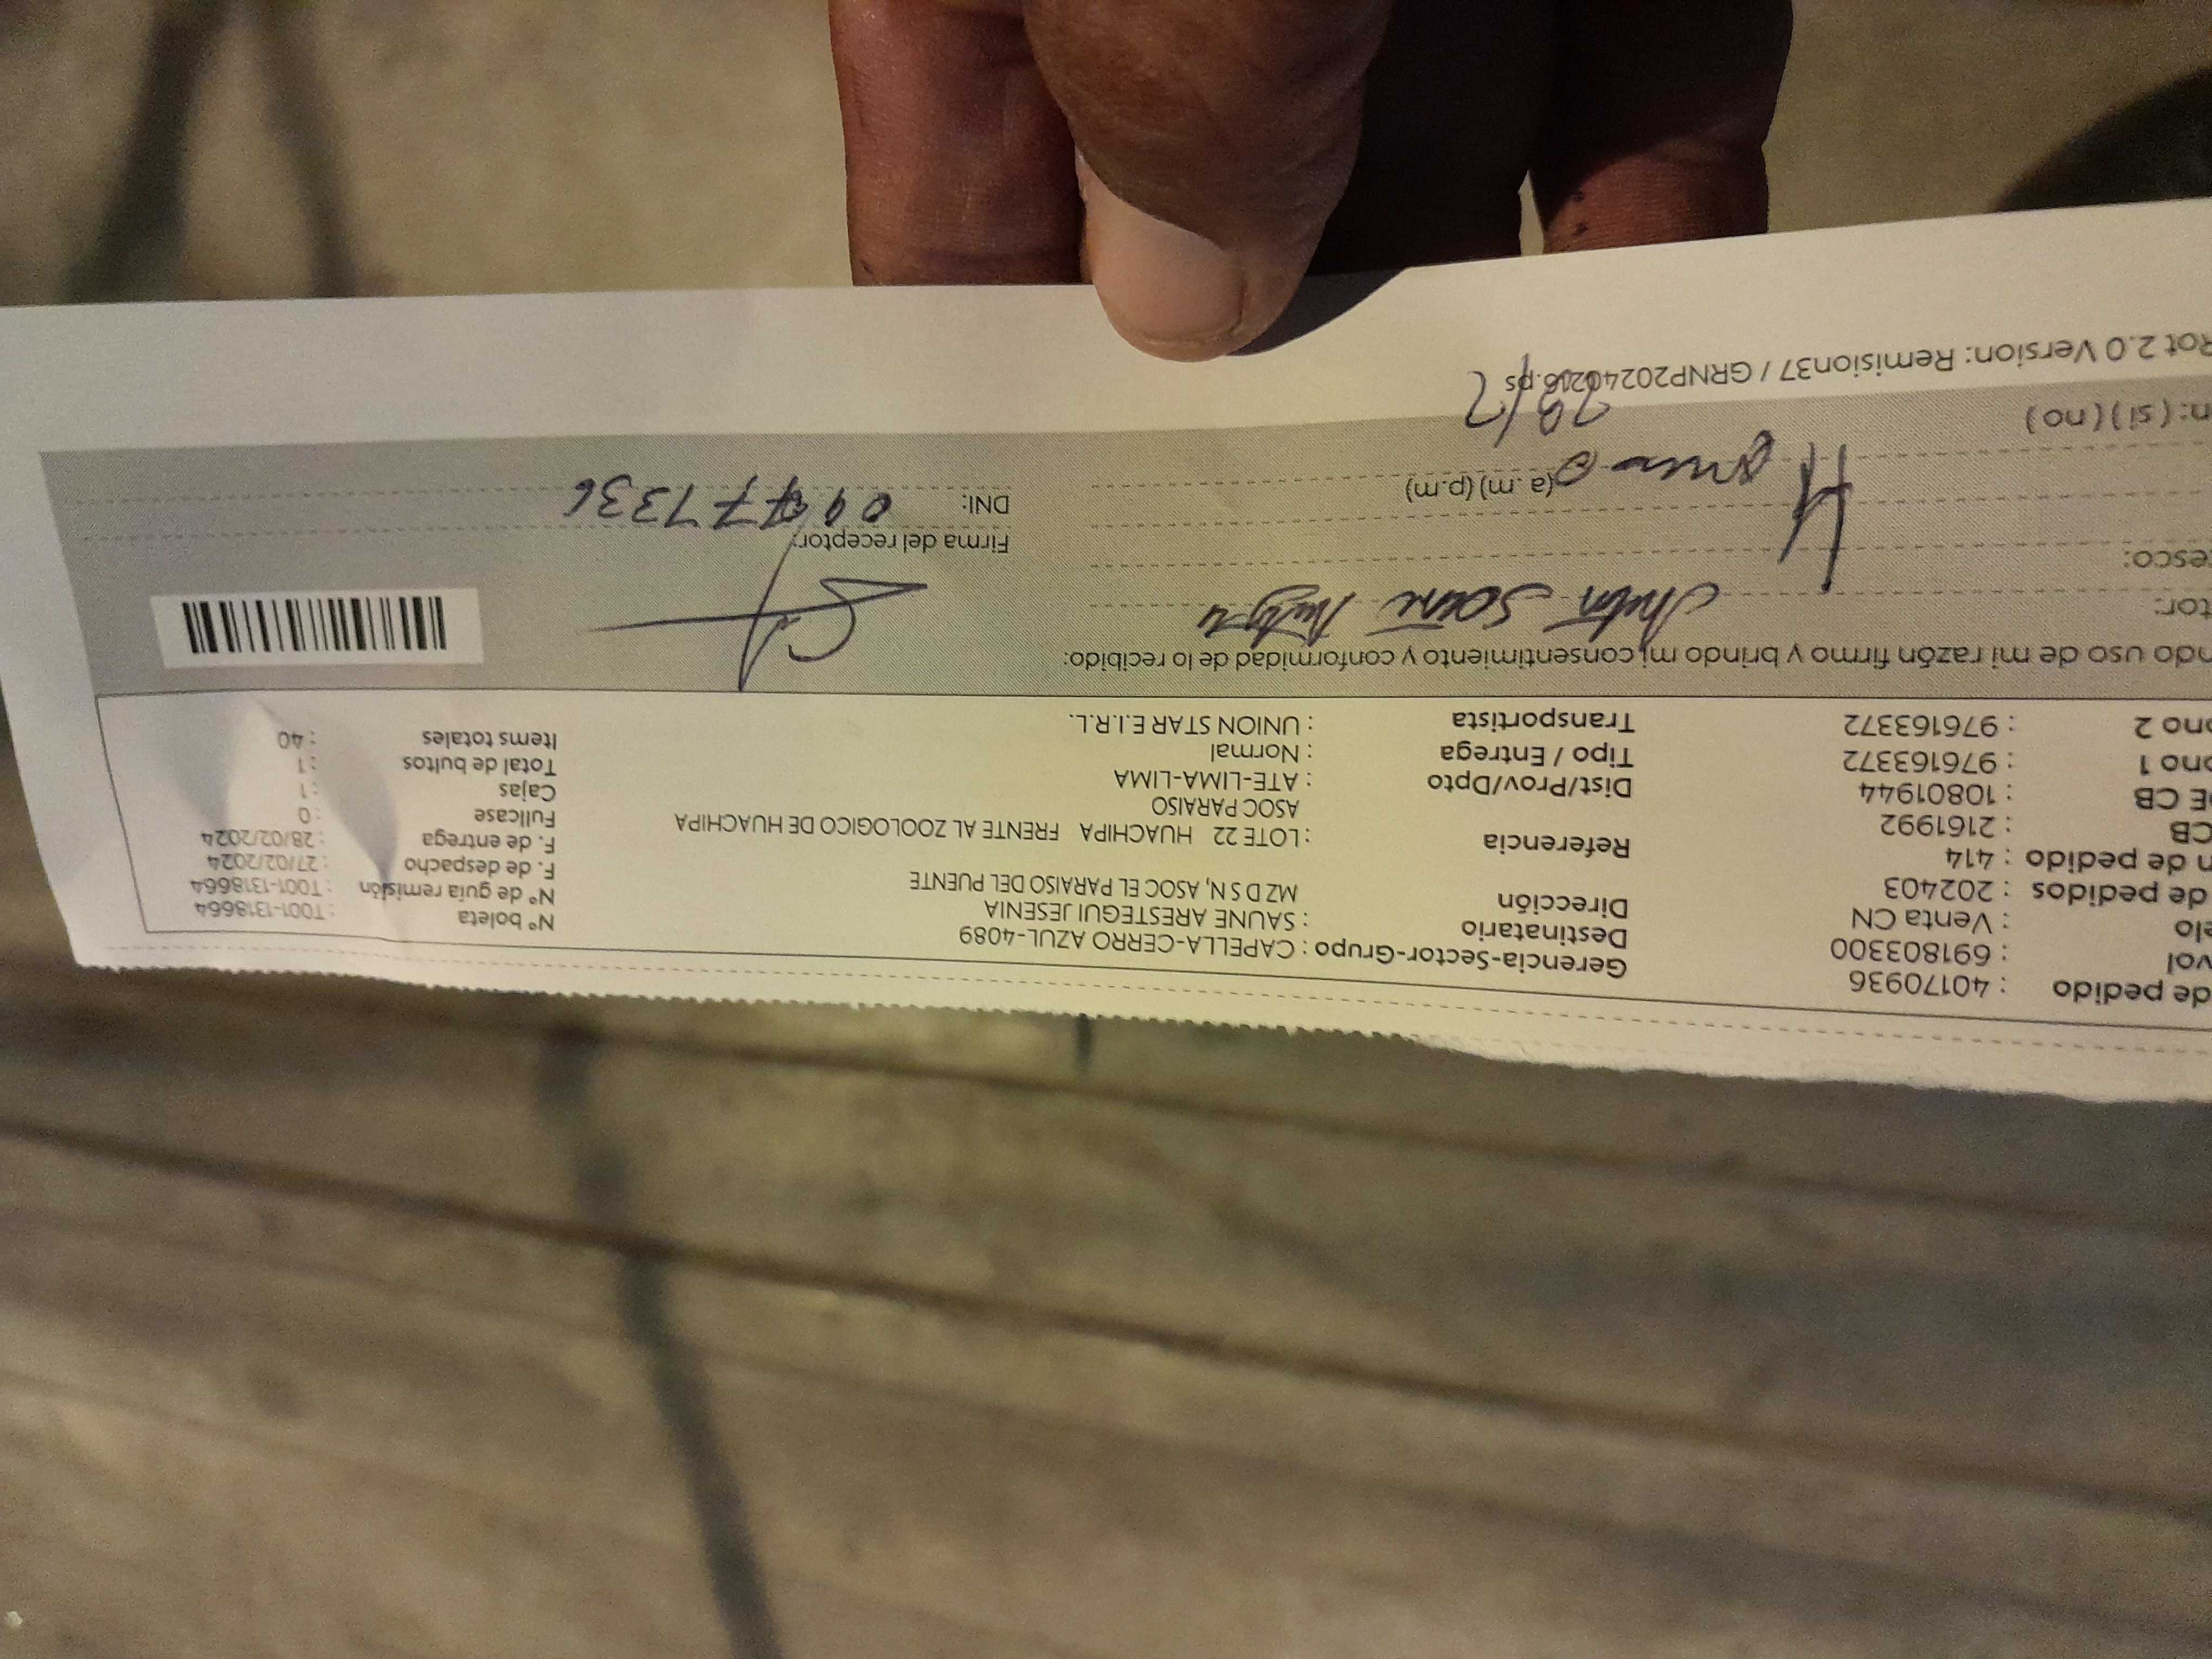 de pedido : 40170936
vol : 691803300
elo : Venta CN
de pedidos : 202403
n de pedido : 414
CB : 2161992
E CB : 10801944
ono 1 : 976163372
ono 2 : 976163372
Gerencia-Sector-Grupo : CAPELLA-CERRO AZUL-4089
Destinatario : SAUNE ARESTEGUI JESENIA
Dirección MZ D S N, ASOC EL PARAISO DEL PUENTE
Referencia : LOTE 22 HUACHIPA FRENTE AL ZOOLOGICO DE HUACHIPA
ASOC PARAISO
Dist/Prov/Dpto : ATE-LIMA-LIMA
Tipo / Entrega : Normal
Transportista : UNION STAR E.I.R.L.
N° boleta : T001-1318664
N° de guía remisión : T001-1318664
F. de despacho : 27/02/2024
F. de entrega : 28/02/2024
Fullcase : 0
Cajas : 1
Total de bultos : 1
Items totales : 40
ndo uso de mi razón firmo y brindo mi consentimiento y conformidad de lo recibido:
tor:
esco:
(a.m) (p.m)
n: (si) (no)
Firma del receptor:
DNI:
Rot 2.0 Version: Remision37 / GRNP20240226.ps